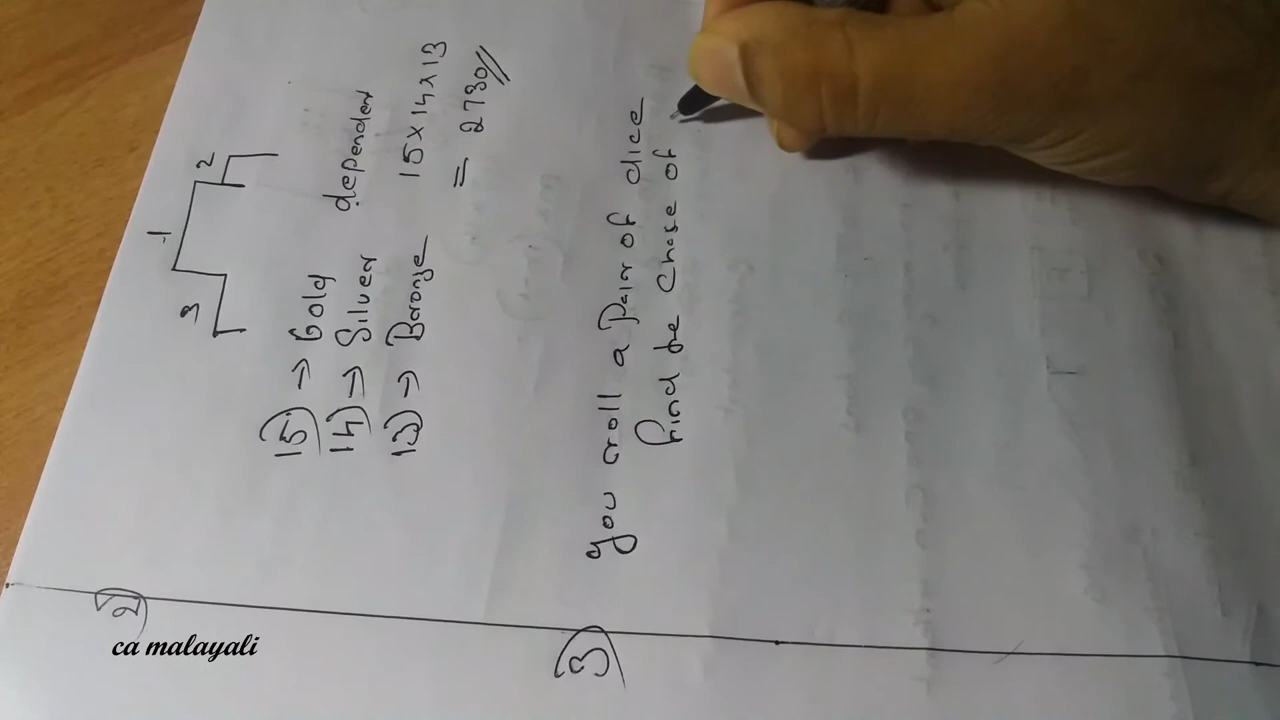 2)
3 1 2
15) → Gold
14) → Silver dependent
13) → Boronze 15 x 14 x 13
= 2730//
3) you roll a Pair of dice
find the chase of
ca malayali